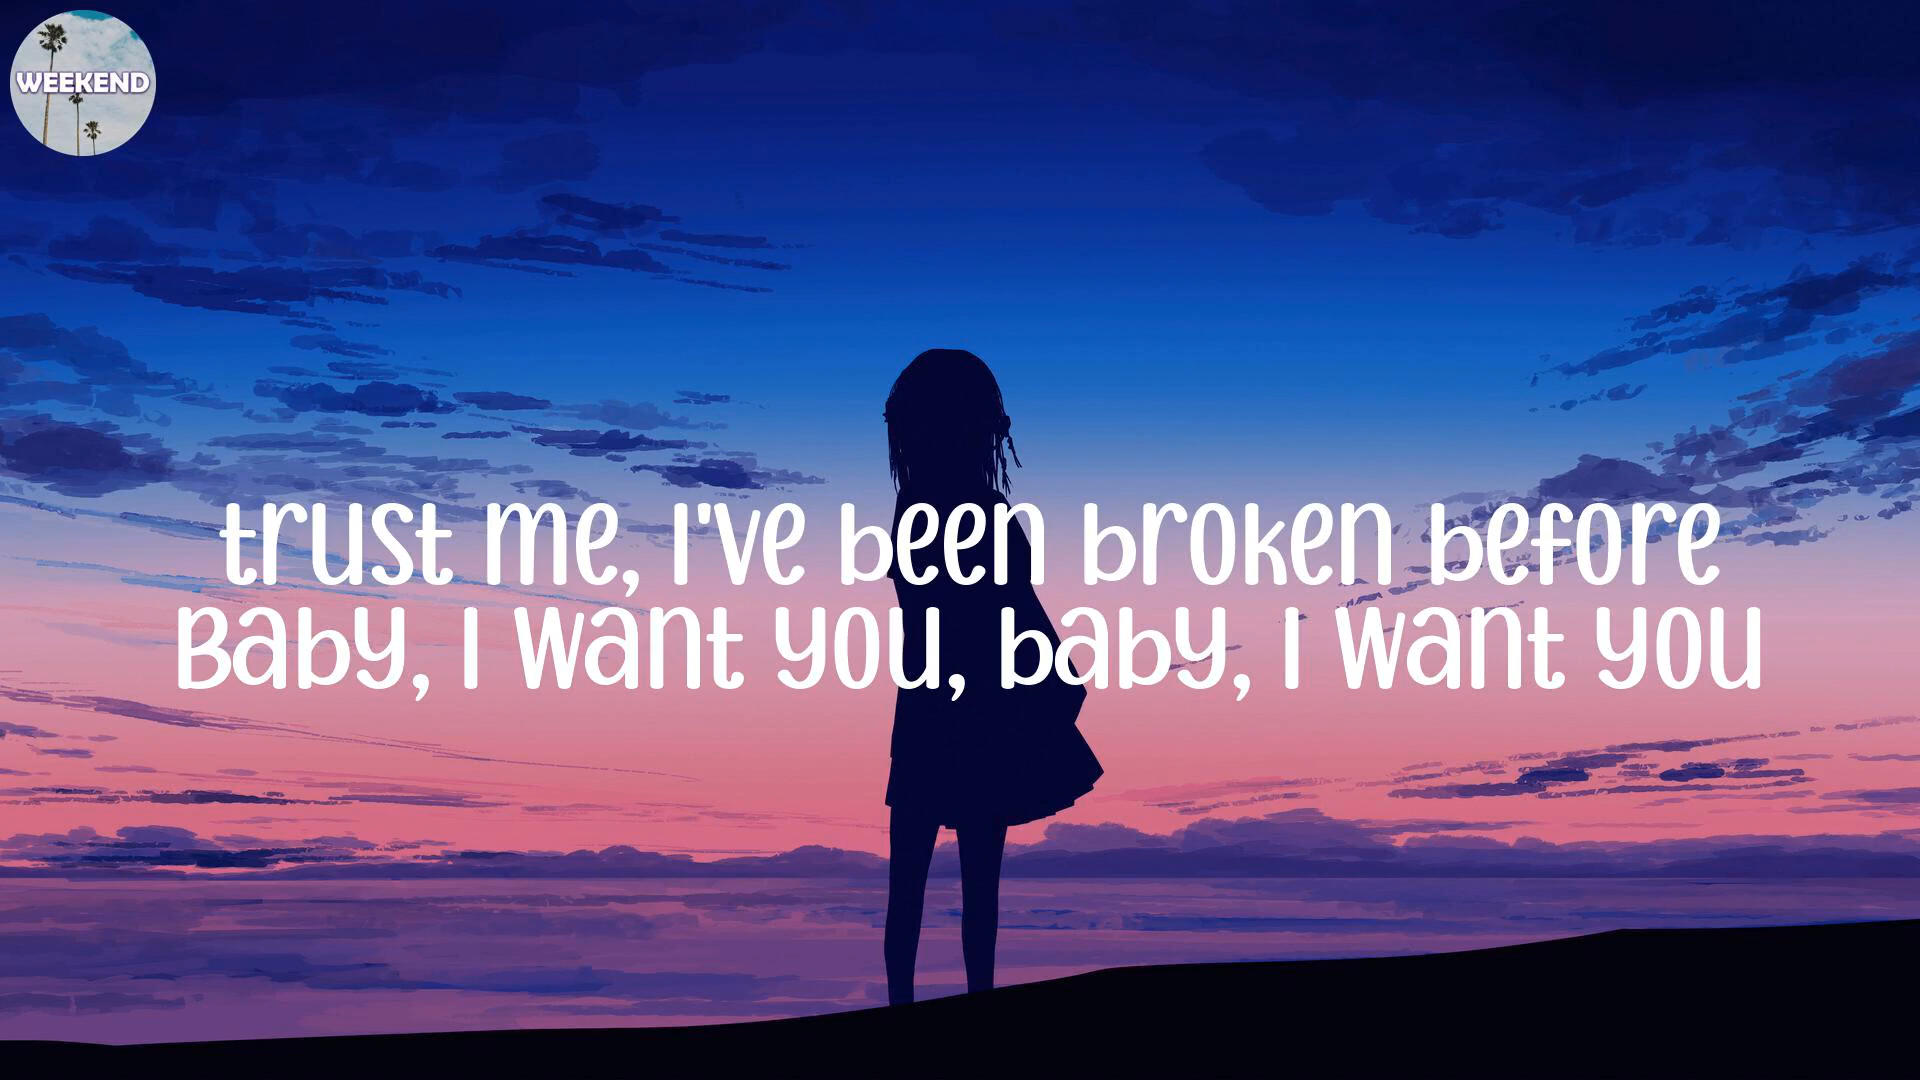 WEEKEND
trust me, I've been broken before
Baby, I want you, baby, I want you